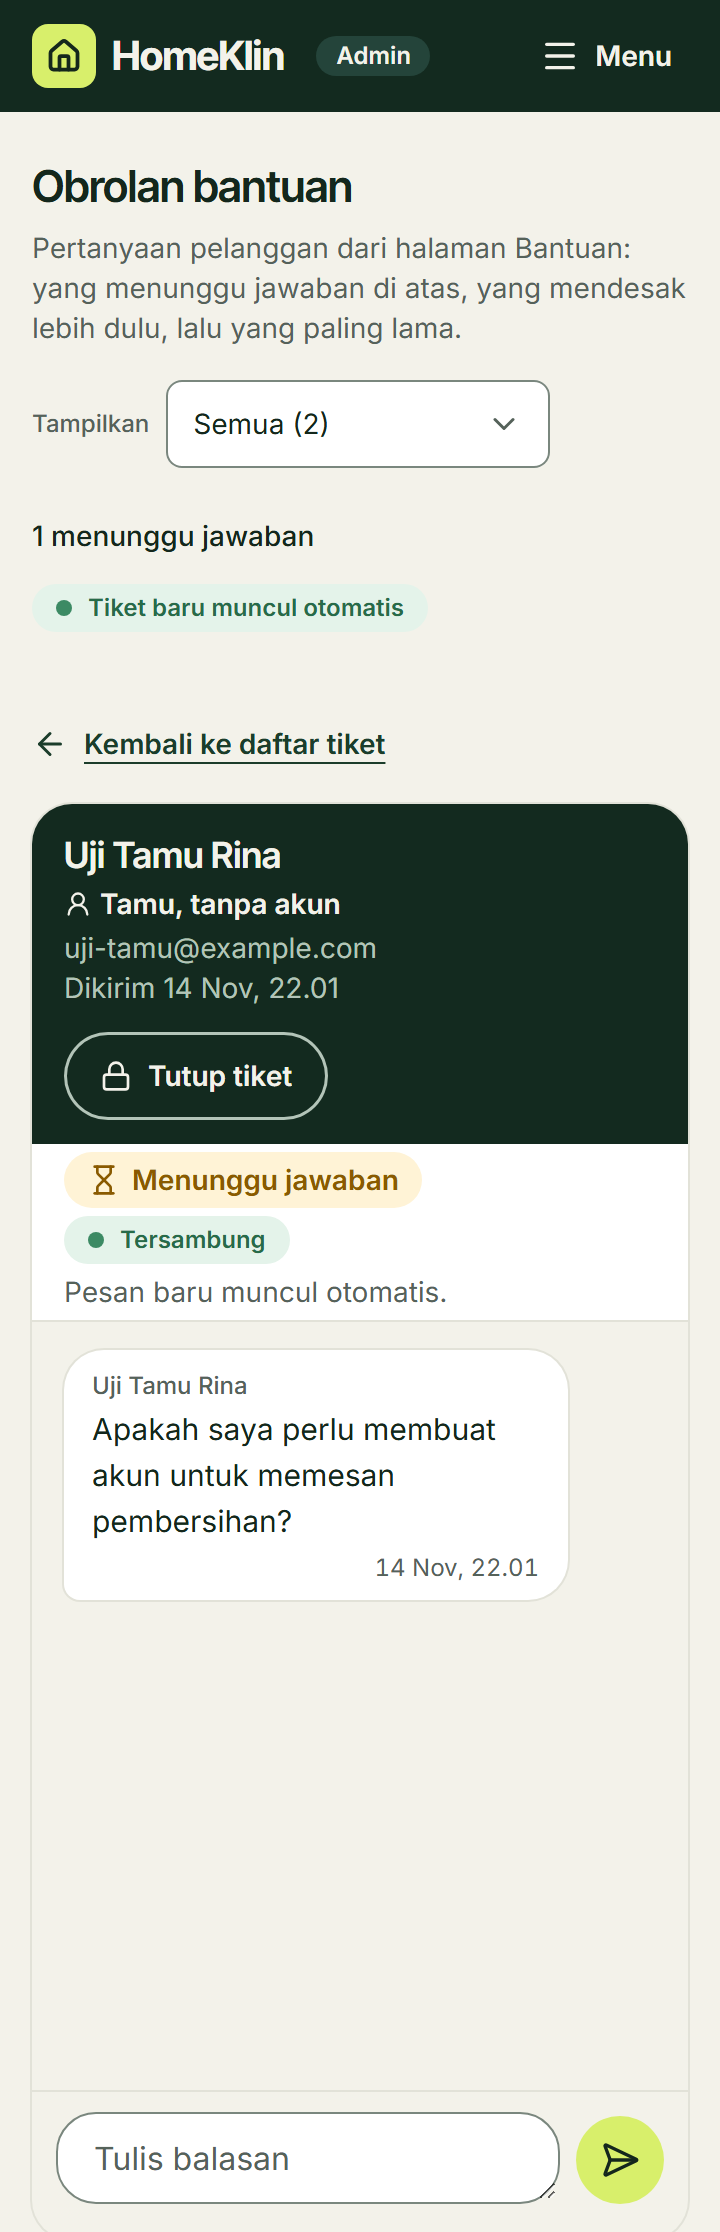 HomeKlin
Admin
Menu
Obrolan bantuan
Pertanyaan pelanggan dari halaman Bantuan:
yang menunggu jawaban di atas, yang mendesak
lebih dulu, lalu yang paling lama.
Tampilkan
Semua (2)
1 menunggu jawaban
Tiket baru muncul otomatis
Kembali ke daftar tiket
Uji Tamu Rina
Tamu, tanpa akun
uji-tamu@example.com
Dikirim 14 Nov, 22.01
Tutup tiket
Menunggu jawaban
Tersambung
Pesan baru muncul otomatis.
Uji Tamu Rina
Apakah saya perlu membuat
akun untuk memesan
pembersihan?
14 Nov, 22.01
Tulis balasan